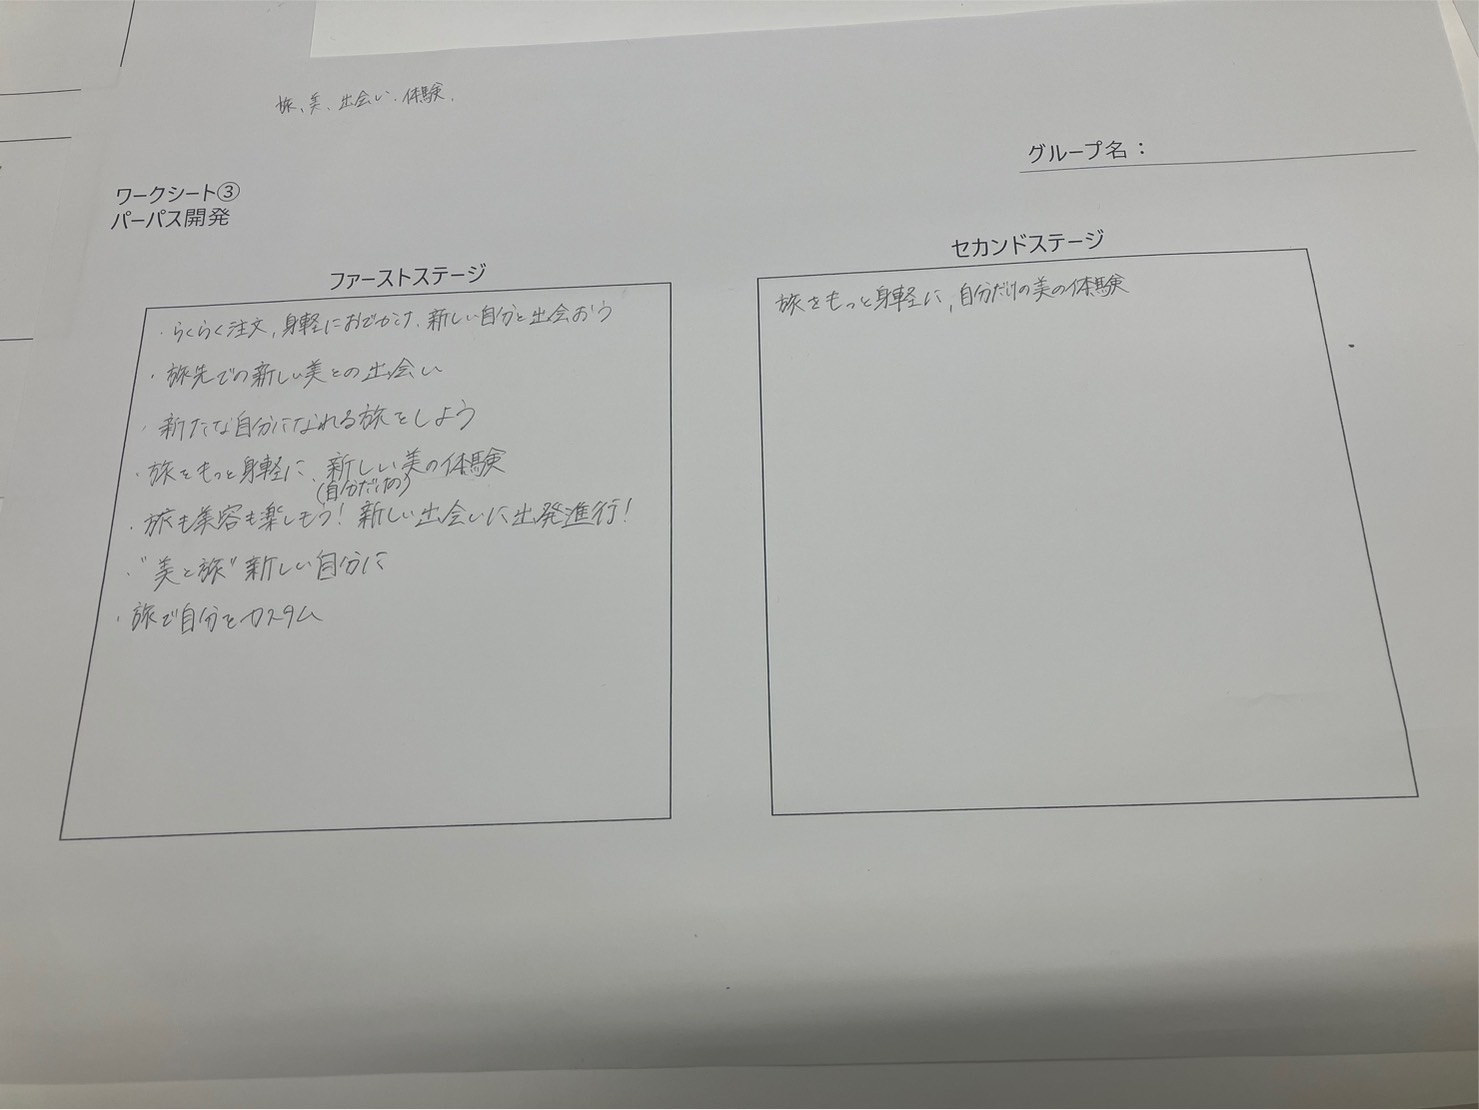 旅、美、出会い、体験、
グループ名：
ワークシート③
パーパス開発
ファーストステージ
・らくらく注文、身軽におでかけ、新しい自分と出会おう
・旅先での新しい美との出会い
・新たな自分になれる旅をしよう
・旅をもっと身軽に、新しい美の体験
(自分だけの)
・旅も美容も楽しもう！新しい出会いに出発進行！
・"美と旅"新しい自分に
・旅で自分をカスタム
セカンドステージ
旅をもっと身軽に、自分だけの美の体験